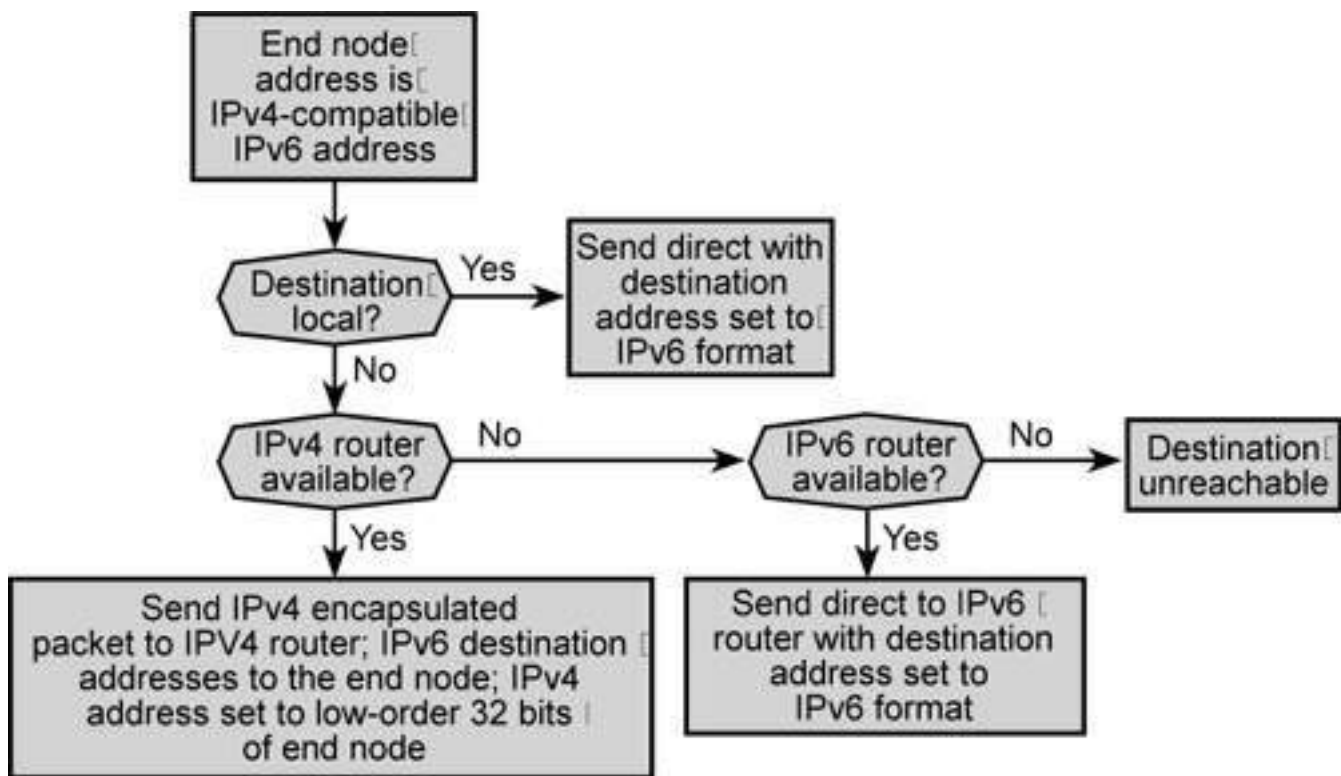 End node
address is
IPv4-compatible
IPv6 address
Destination
local?
Yes
Send direct with
destination
address set to
IPv6 format
No
IPv4 router
available?
No
IPv6 router
available?
No
Destination
unreachable
Yes
Send IPv4 encapsulated
packet to IPV4 router; IPv6 destination
addresses to the end node; IPv4
address set to low-order 32 bits
of end node
Yes
Send direct to IPv6
router with destination
address set to
IPv6 format